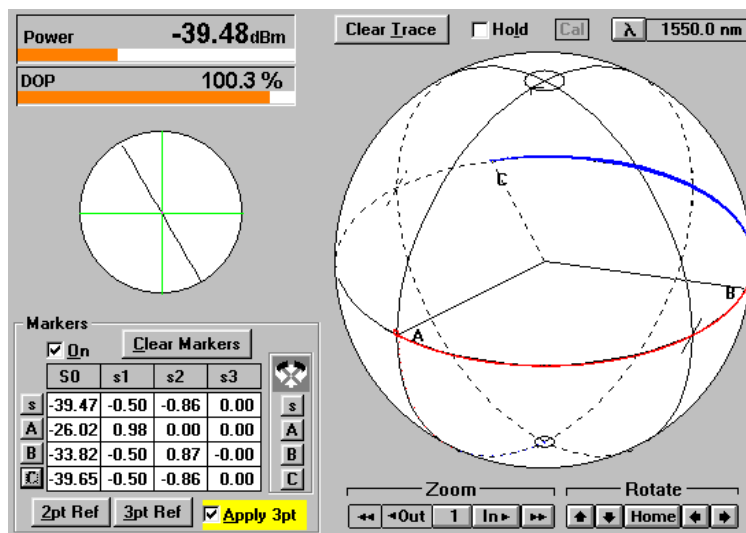 Power -39.48dBm
DOP 100.3 %
Clear Trace Hold Cal λ 1550.0 nm
C
B
A
Markers
On Clear Markers
S0 s1 s2 s3
s -39.47 -0.50 -0.86 0.00 s
A -26.02 0.98 0.00 0.00 A
B -33.82 -0.50 0.87 -0.00 B
C -39.65 -0.50 -0.86 0.00 C
2pt Ref 3pt Ref Apply 3pt
Zoom Rotate
Out 1 In Home